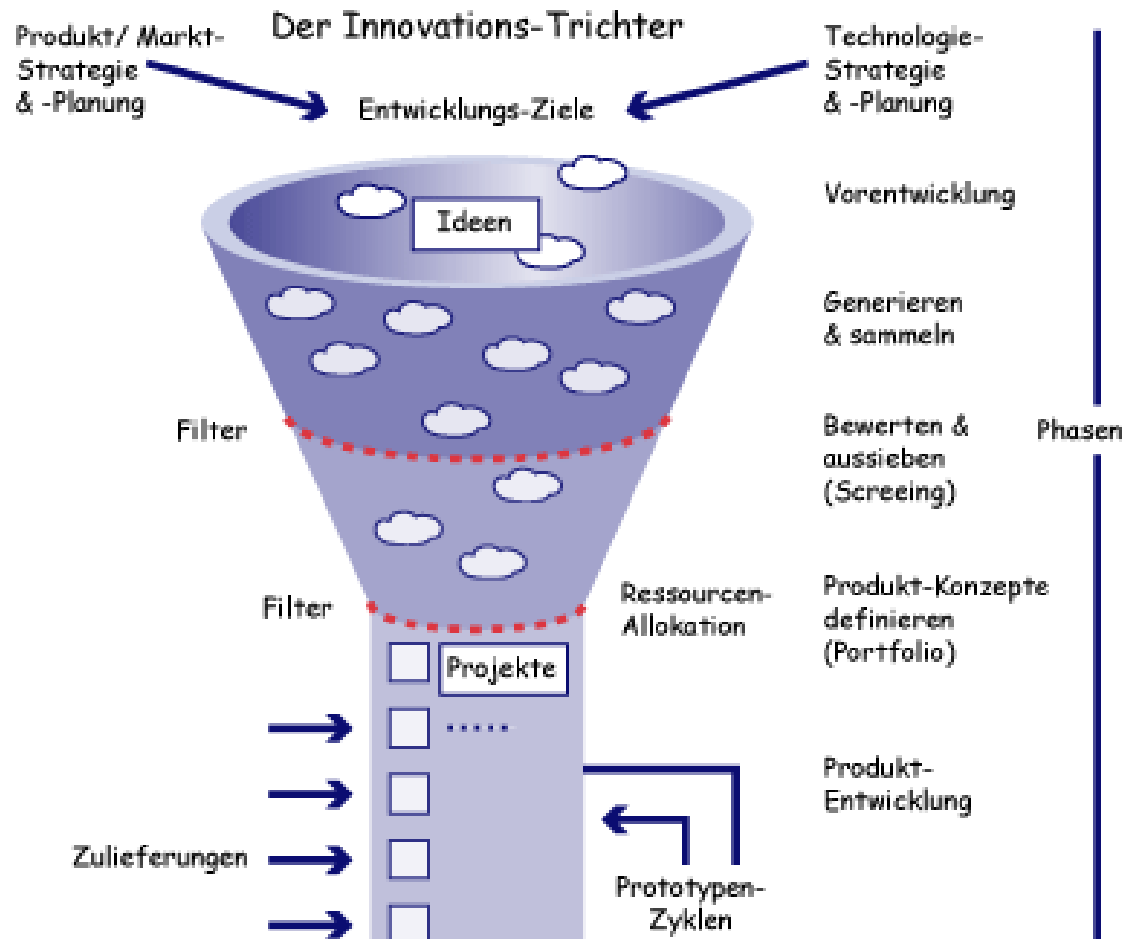 Der Innovations-Trichter
Produkt/ Markt-
Strategie
& -Planung
Technologie-
Strategie
& -Planung
Entwicklungs-Ziele
Vorentwicklung
Ideen
Generieren
& sammeln
Filter
Bewerten &
aussieben
(Screeing)
Phasen
Filter
Ressourcen-
Allokation
Produkt-Konzepte
definieren
(Portfolio)
Projekte
.....
Produkt-
Entwicklung
Zulieferungen
Prototypen-
Zyklen